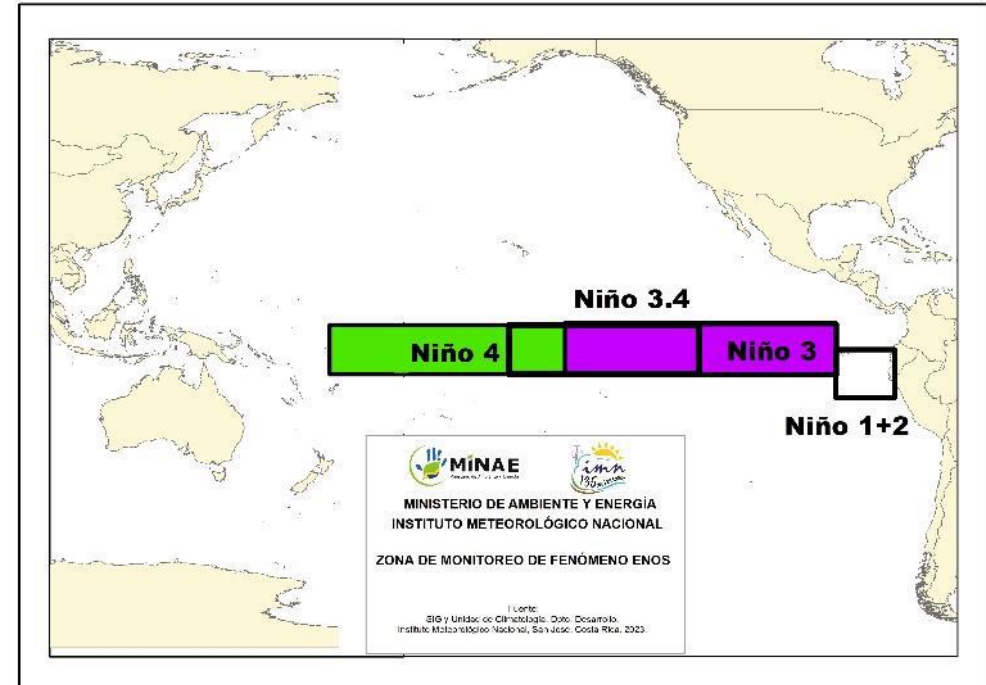 Niño 3.4
Niño 4
Niño 3
Niño 1+2
MINAE
imn
MINISTERIO DE AMBIENTE Y ENERGÍA
INSTITUTO METEOROLÓGICO NACIONAL
ZONA DE MONITOREO DE FENÓMENO ENOS
Fuente:
SIG y Unidad de Climatología. Dpto. Desarrollo.
Instituto Meteorológico Nacional, San José. Costa Rica. 2023.